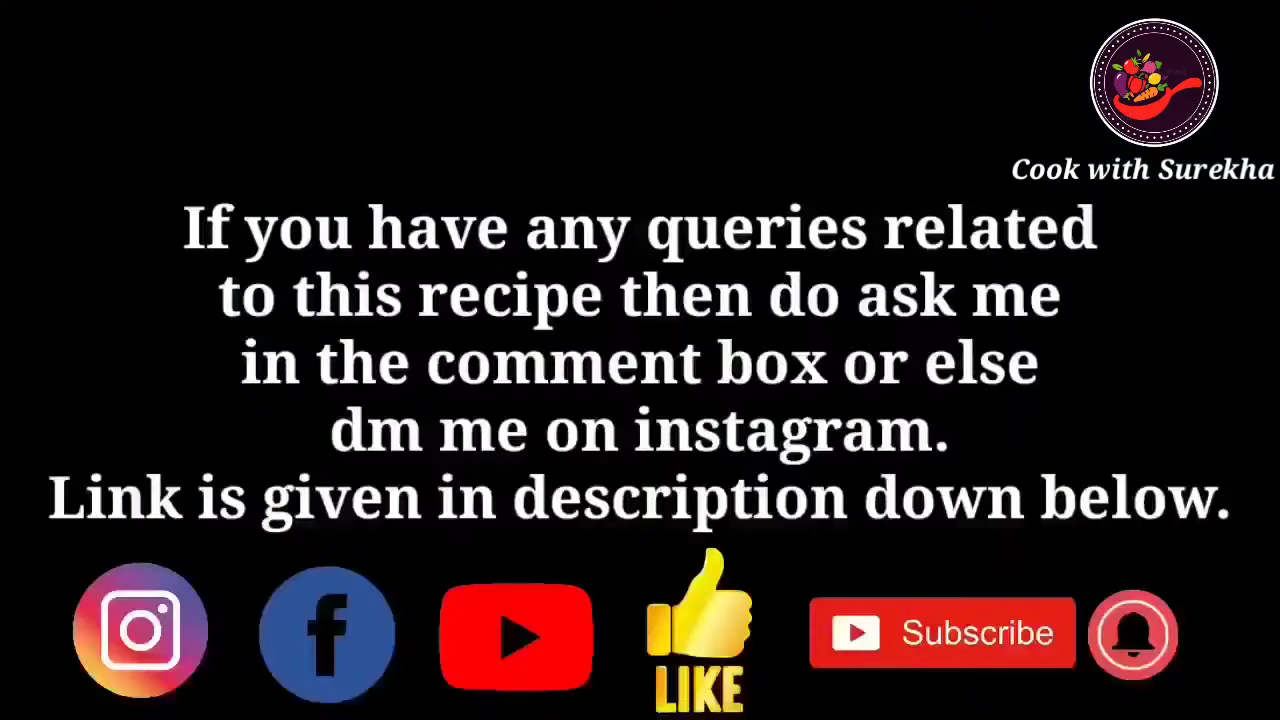 Cook with Surekha
If you have any queries related
to this recipe then do ask me
in the comment box or else
dm me on instagram.
Link is given in description down below.
LIKE
Subscribe